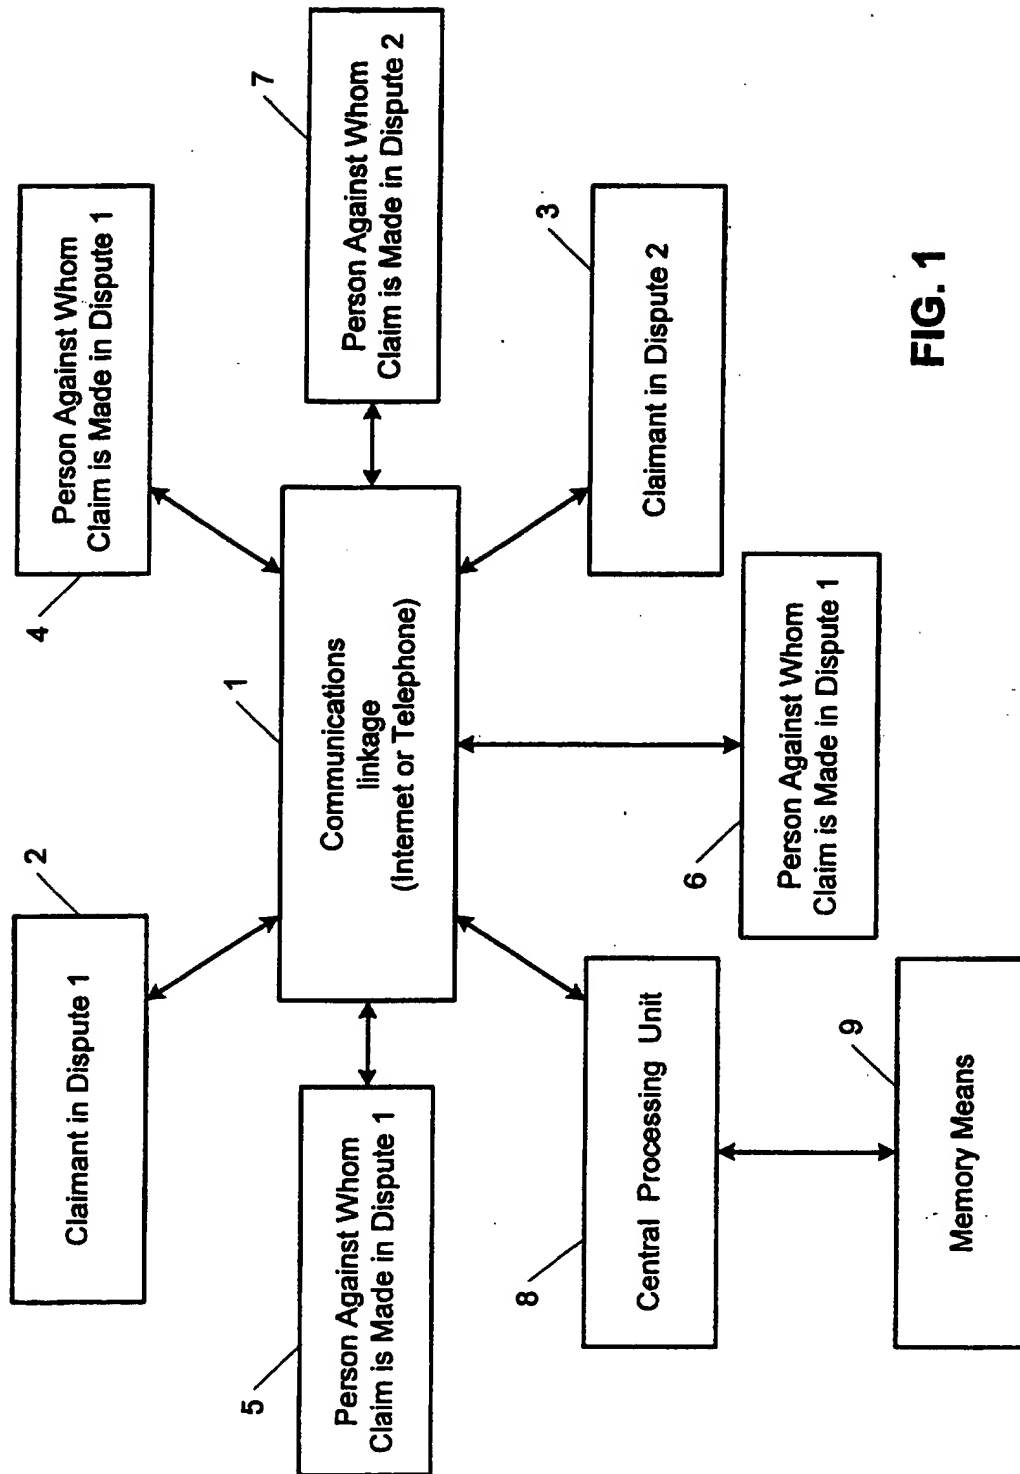 2
Claimant in Dispute 1
4
Person Against Whom
Claim is Made in Dispute 1
5
Person Against Whom
Claim is Made in Dispute 1
1
Communications
linkage
(Internet or Telephone)
7
Person Against Whom
Claim is Made in Dispute 2
8
Central Processing Unit
6
Person Against Whom
Claim is Made in Dispute 1
3
Claimant in Dispute 2
9
Memory Means
FIG. 1